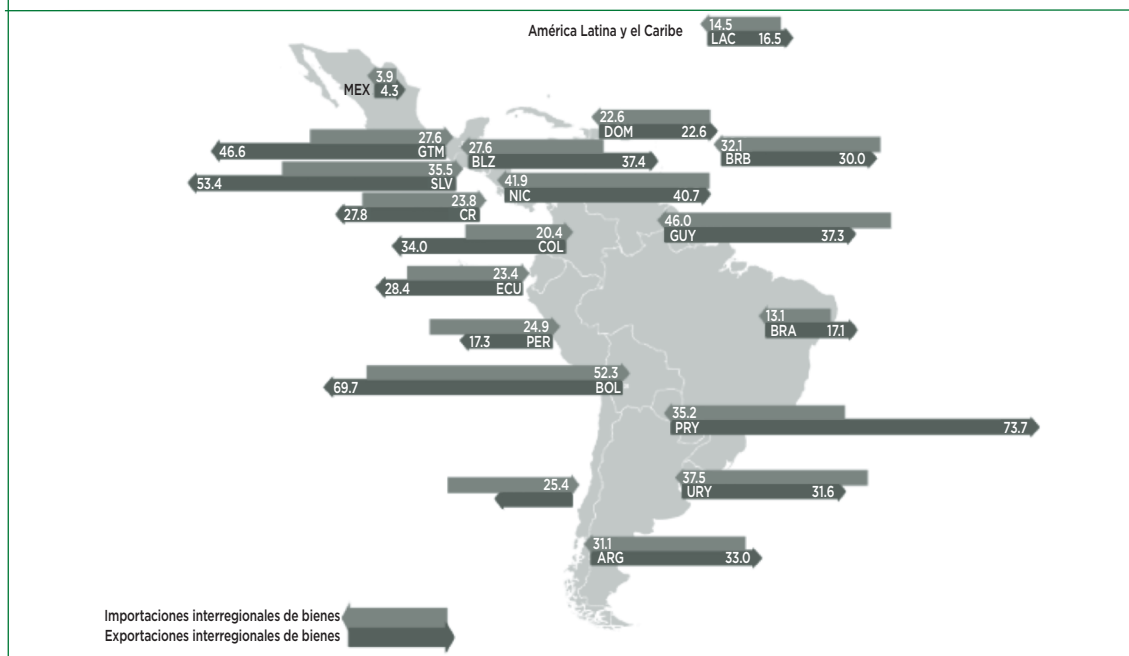 América Latina y el Caribe
14.5
LAC 16.5
3.9
MEX 4.3
22.6
DOM 22.6
27.6
46.6 GTM
27.6
BLZ 37.4
32.1
BRB 30.0
35.5
53.4 SLV
41.9
NIC 40.7
23.8
27.8 CR
46.0
GUY 37.3
20.4
34.0 COL
23.4
28.4 ECU
13.1
BRA 17.1
24.9
17.3 PER
52.3
69.7 BOL
35.2
PRY 73.7
25.4
37.5
URY 31.6
31.1
ARG 33.0
Importaciones interregionales de bienes
Exportaciones interregionales de bienes